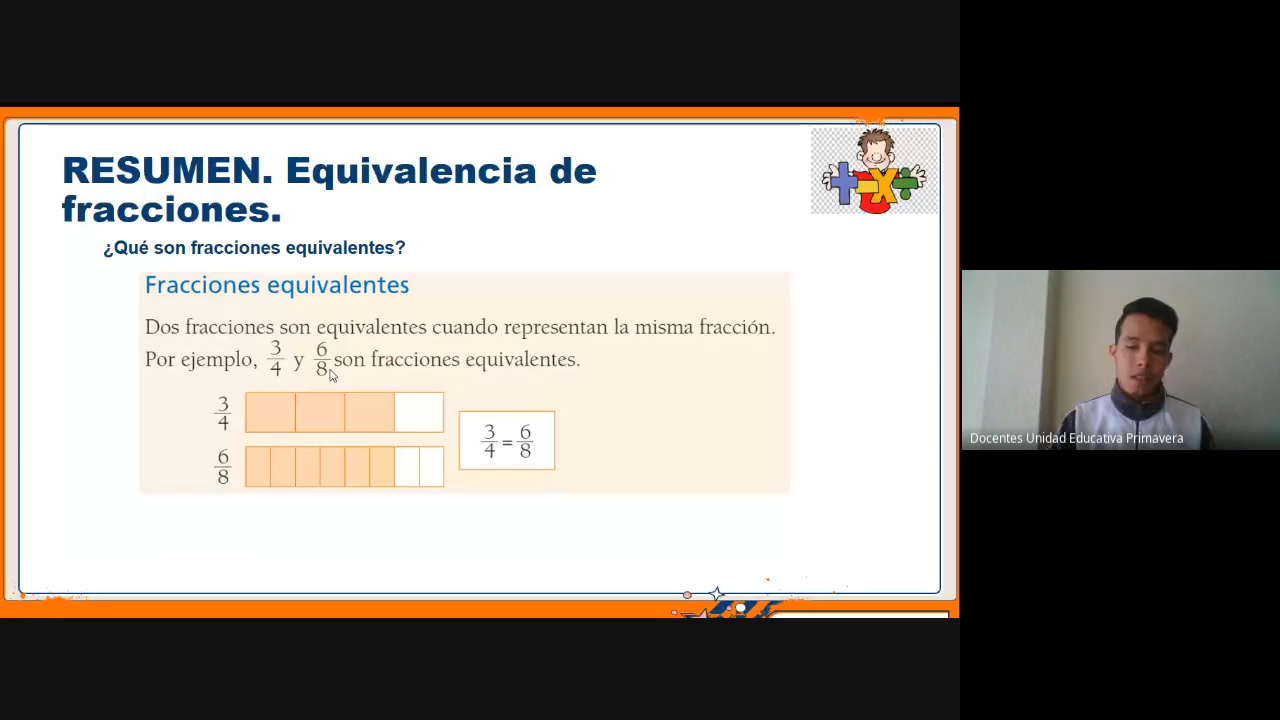 RESUMEN. Equivalencia de
fracciones.
¿Qué son fracciones equivalentes?
Fracciones equivalentes
Dos fracciones son equivalentes cuando representan la misma fracción.
Por ejemplo, 3/4 y 6/8 son fracciones equivalentes.
3/4
6/8
3/4 = 6/8
Docentes Unidad Educativa Primavera